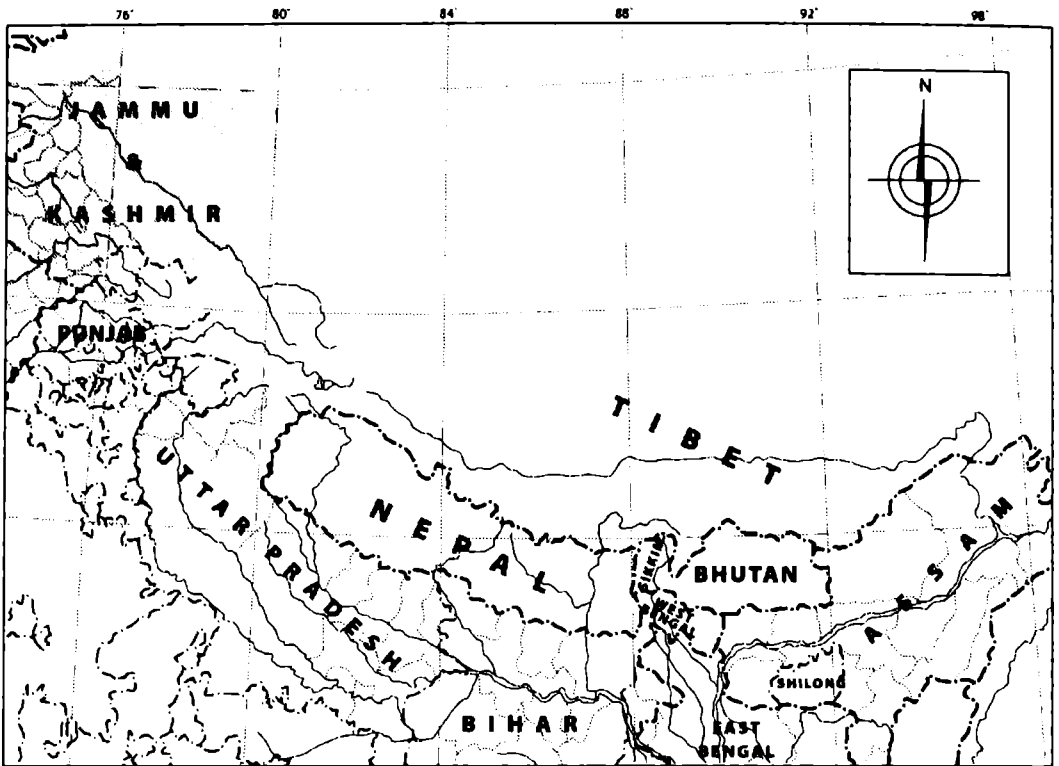 76° 80° 84° 88° 92° 98°
N
JAMMU
&
KASHMIR
PUNJAB
TIBET
UTTAR PRADESH
NEPAL
SIKKIM
BHUTAN
WEST
BENGAL
ASSAM
SHILONG
BIHAR
EAST
BENGAL